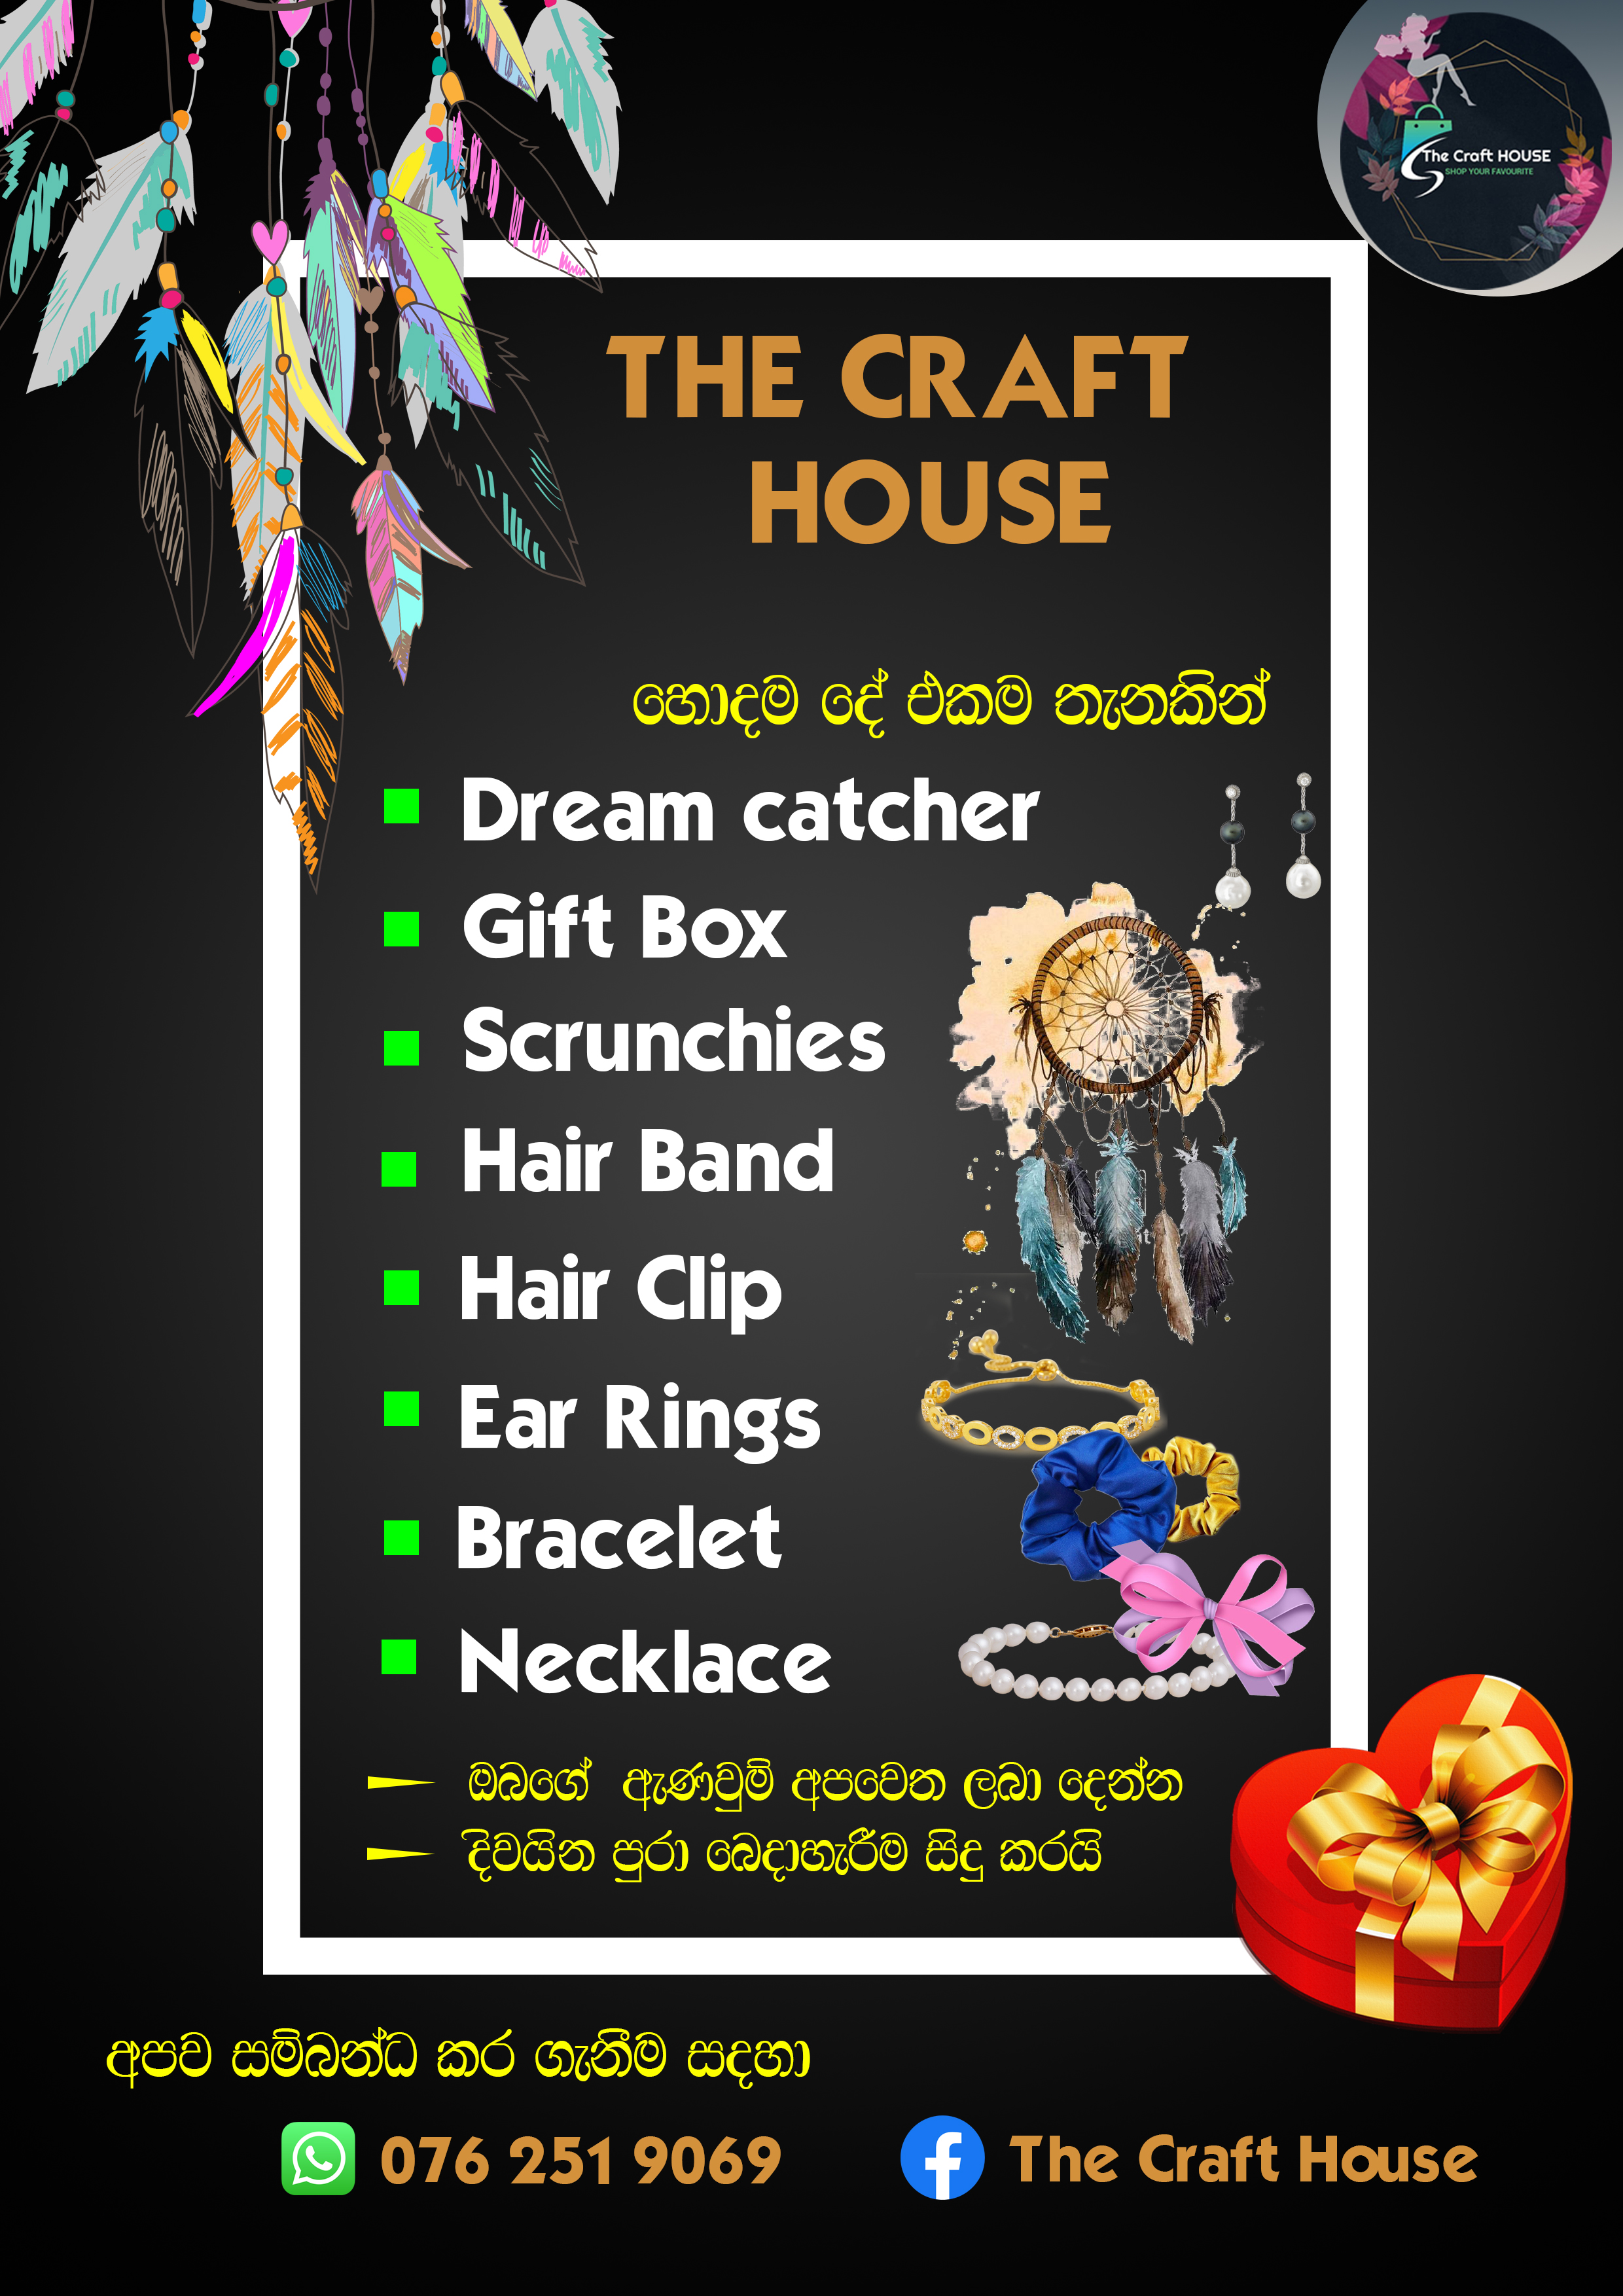 The Craft HOUSE
SHOP YOUR FAVOURITE
THE CRAFT
HOUSE
හොදම දේ එකම තැනකින්
Dream catcher
Gift Box
Scrunchies
Hair Band
Hair Clip
Ear Rings
Bracelet
Necklace
ඔබගේ ඇණවුම් අපවෙත ලබා දෙන්න
දිවයින පුරා බෙදාහැරීම සිදු කරයි
අපව සම්බන්ධ කර ගැනීම සදහා
076 251 9069
The Craft House